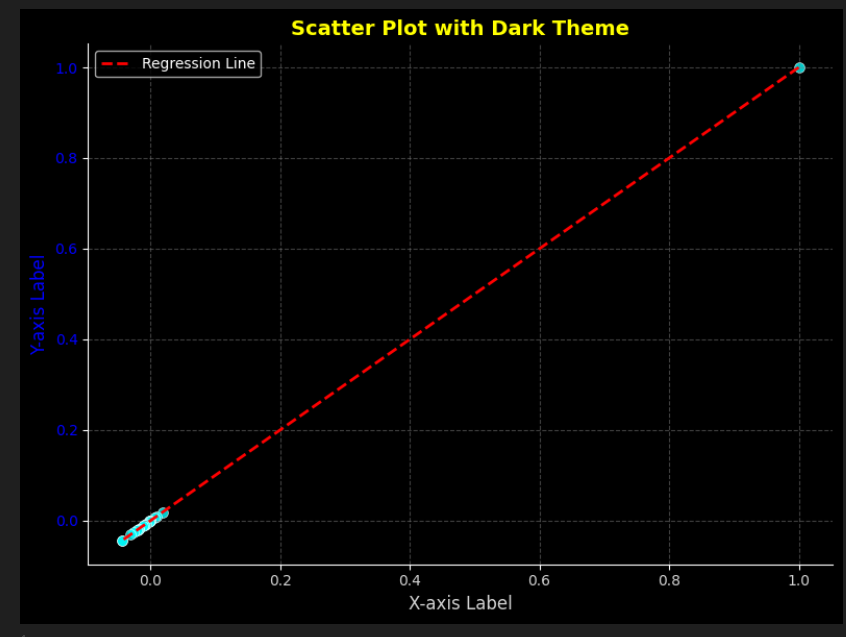 Scatter Plot with Dark Theme
Regression Line
1.0
0.8
0.6
0.4
0.2
0.0
Y-axis Label
0.0 0.2 0.4 0.6 0.8 1.0
X-axis Label